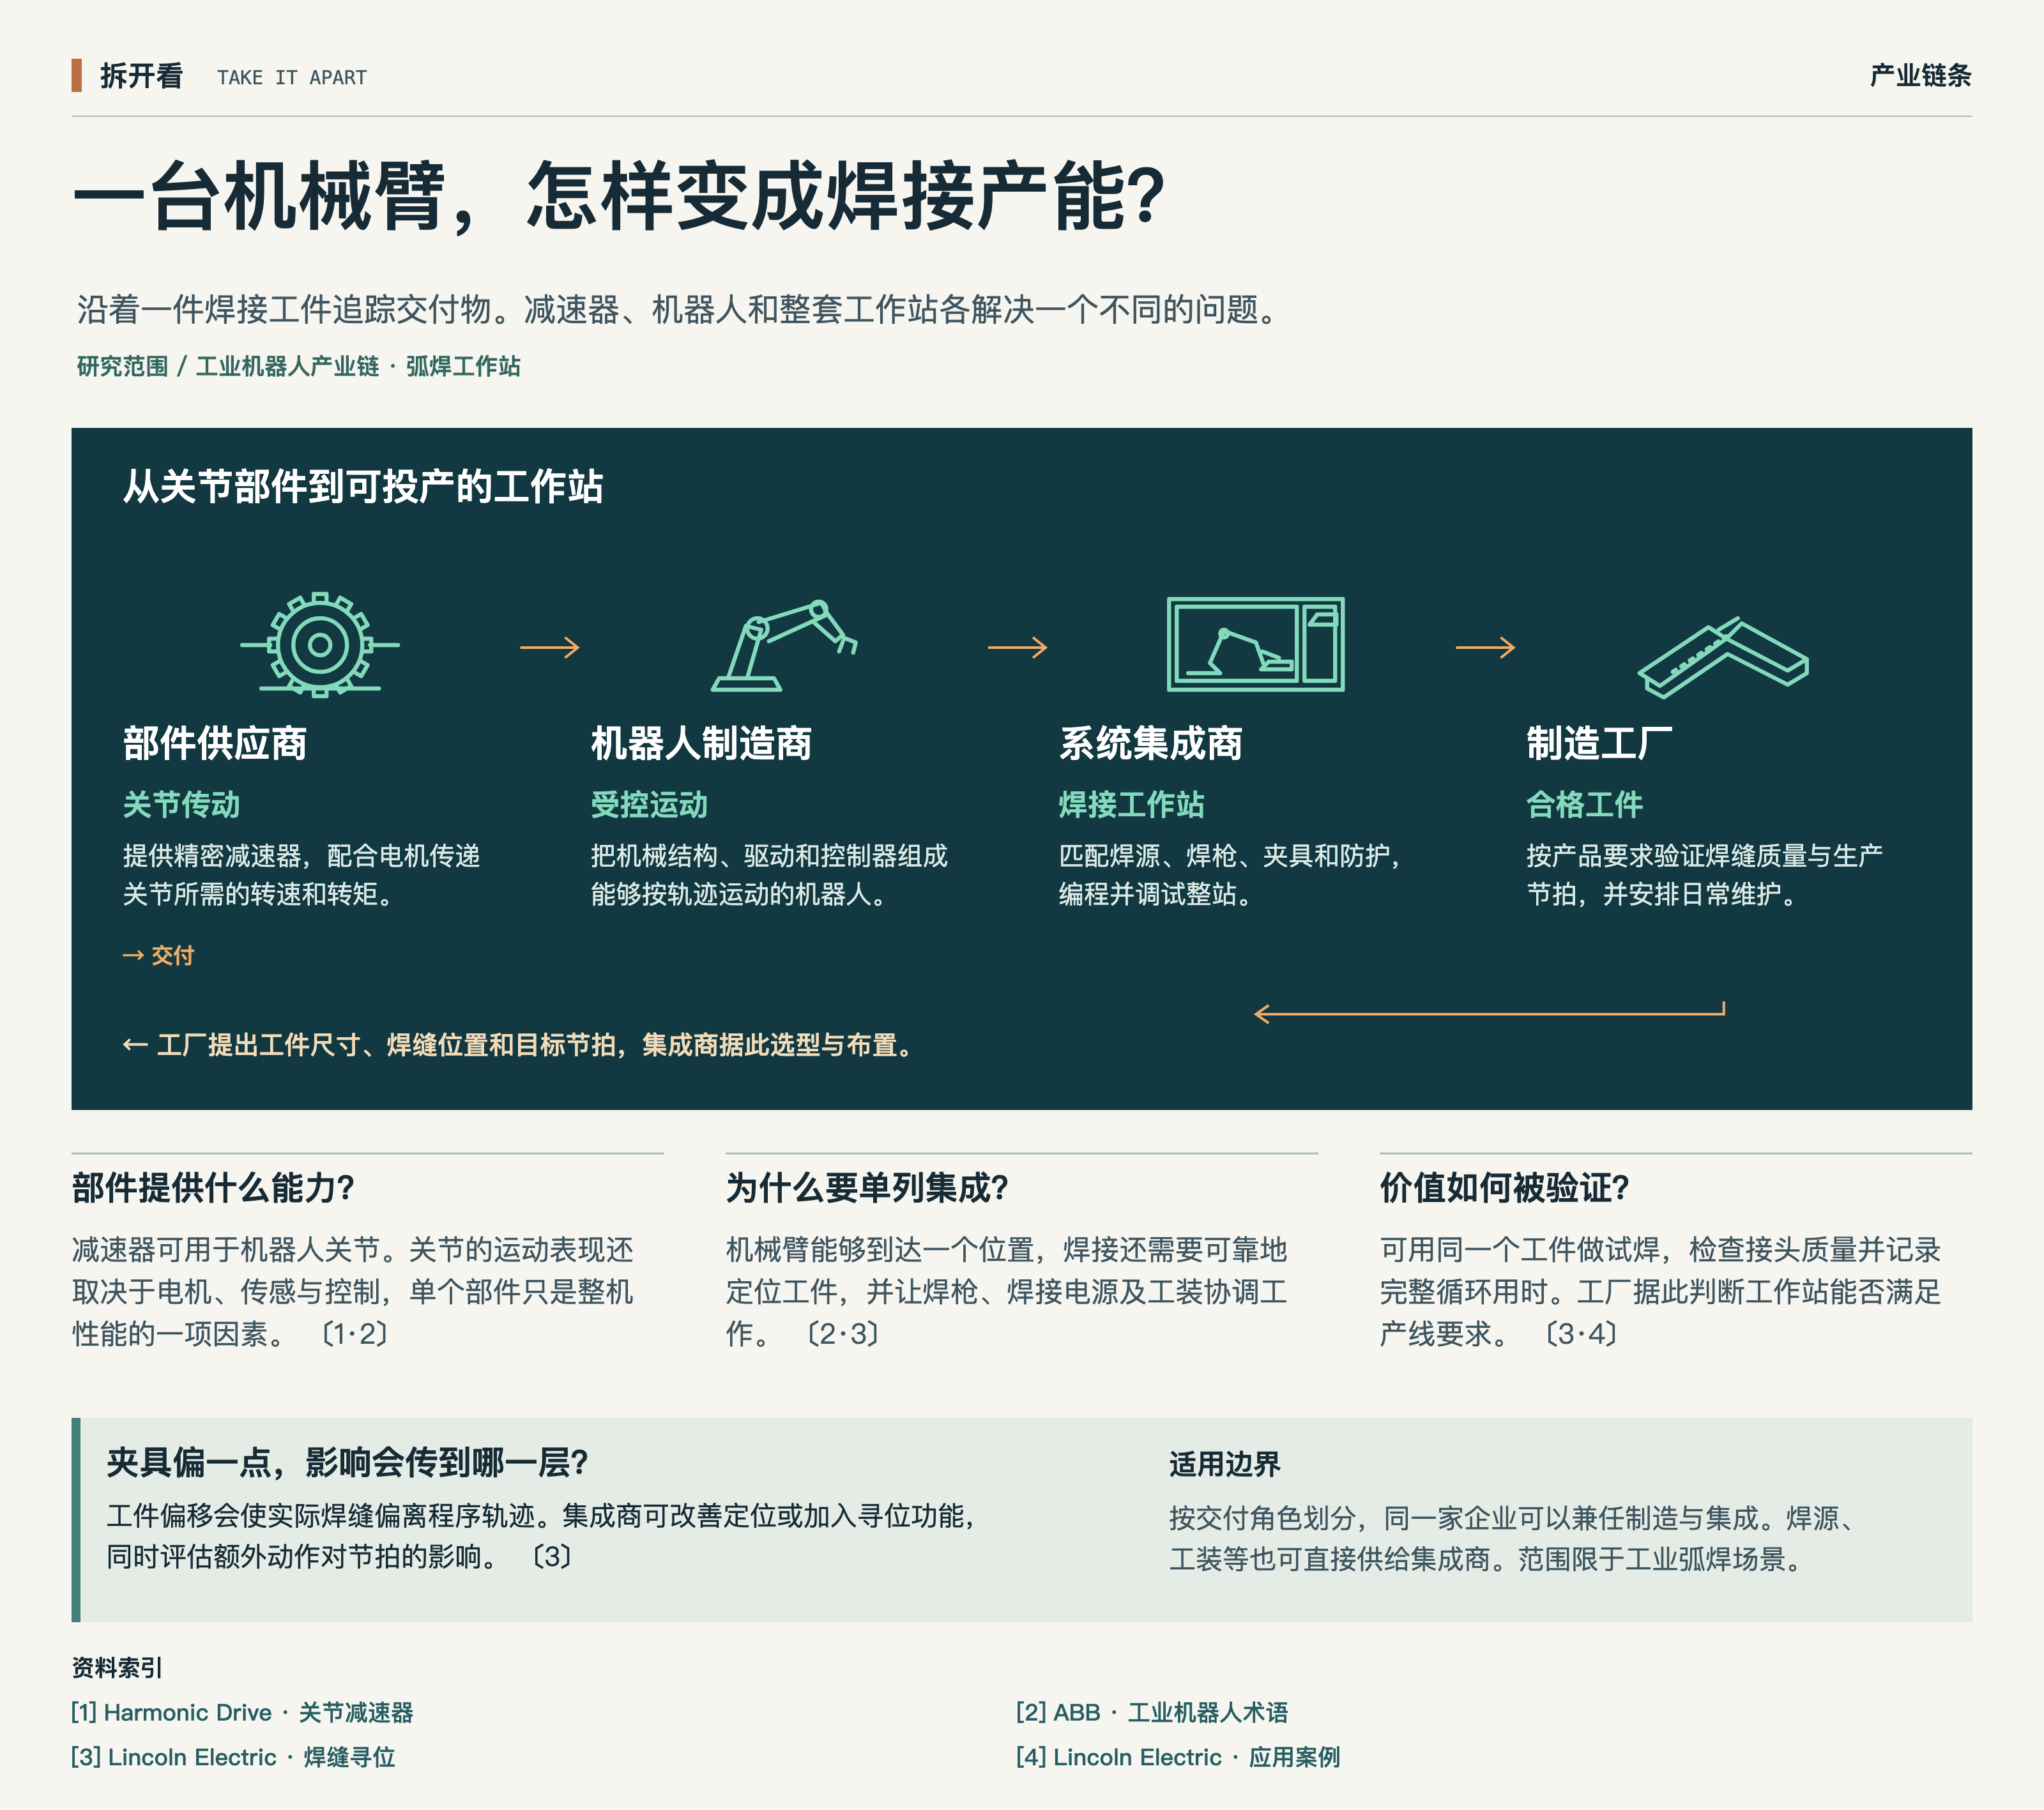 拆开看 TAKE IT APART
产业链条
一台机械臂，怎样变成焊接产能?
沿着一件焊接工件追踪交付物。减速器、机器人和整套工作站各解决一个不同的问题。
研究范围 / 工业机器人产业链 · 弧焊工作站
从关节部件到可投产的工作站
部件供应商
关节传动
提供精密减速器，配合电机传递
关节所需的转速和转矩。
→ 交付
机器人制造商
受控运动
把机械结构、驱动和控制器组成
能够按轨迹运动的机器人。
系统集成商
焊接工作站
匹配焊源、焊枪、夹具和防护，
编程并调试整站。
制造工厂
合格工件
按产品要求验证焊缝质量与生产
节拍，并安排日常维护。
← 工厂提出工件尺寸、焊缝位置和目标节拍，集成商据此选型与布置。
部件提供什么能力?
减速器可用于机器人关节。关节的运动表现还
取决于电机、传感与控制，单个部件只是整机
性能的一项因素。 〔1·2〕
为什么要单列集成?
机械臂能够到达一个位置，焊接还需要可靠地
定位工件，并让焊枪、焊接电源及工装协调工
作。 〔2·3〕
价值如何被验证?
可用同一个工件做试焊，检查接头质量并记录
完整循环用时。工厂据此判断工作站能否满足
产线要求。 〔3·4〕
夹具偏一点，影响会传到哪一层?
工件偏移会使实际焊缝偏离程序轨迹。集成商可改善定位或加入寻位功能，
同时评估额外动作对节拍的影响。 〔3〕
适用边界
按交付角色划分，同一家企业可以兼任制造与集成。焊源、
工装等也可直接供给集成商。范围限于工业弧焊场景。
资料索引
[1] Harmonic Drive · 关节减速器
[2] ABB · 工业机器人术语
[3] Lincoln Electric · 焊缝寻位
[4] Lincoln Electric · 应用案例